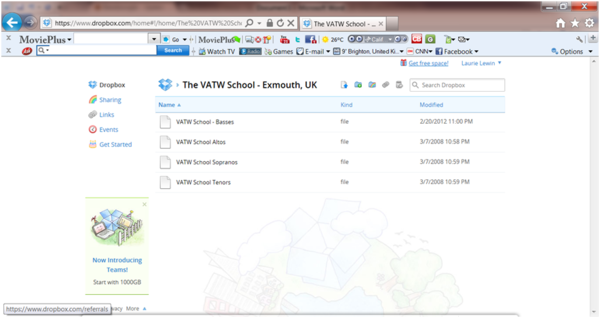 https://www.dropbox.com/home#!/home/The%20VATW%20Scho
The VATW School - ...
x MoviePlus Go MoviePlus 26°C Cold
x Search Watch TV Radio Games E-mail 9° Brighton, United Ki... CNN Facebook Options
Get free space! Laurie Lewin
Dropbox
Sharing
Links
Events
Get Started
The VATW School - Exmouth, UK
Search Dropbox
Name Kind Modified
VATW School - Basses file 2/20/2012 11:00 PM
VATW School Altos file 3/7/2008 10:58 PM
VATW School Sopranos file 3/7/2008 10:59 PM
VATW School Tenors file 3/7/2008 10:59 PM
Now Introducing
Teams!
Start with 1000GB
https://www.dropbox.com/referrals
More